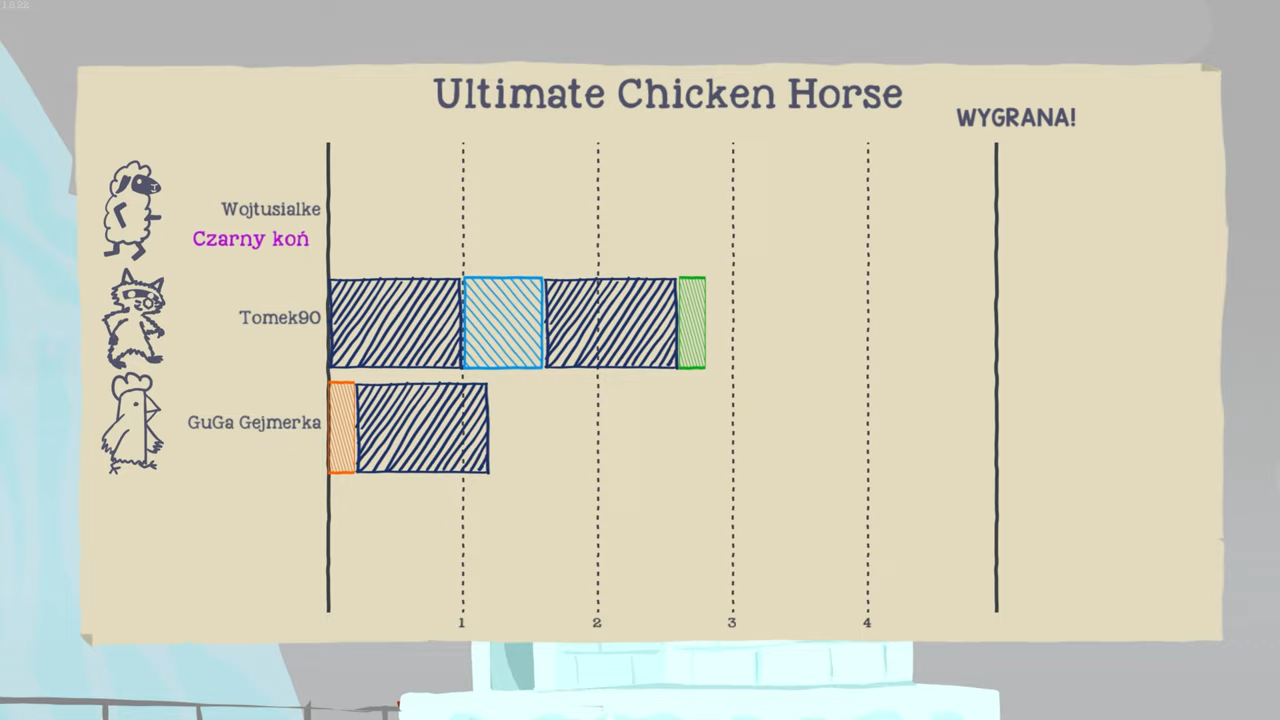 Ultimate Chicken Horse
WYGRANA!
Wojtusialke
Czarny koń
Tomek90
GuGa Gejmerka
1 2 3 4